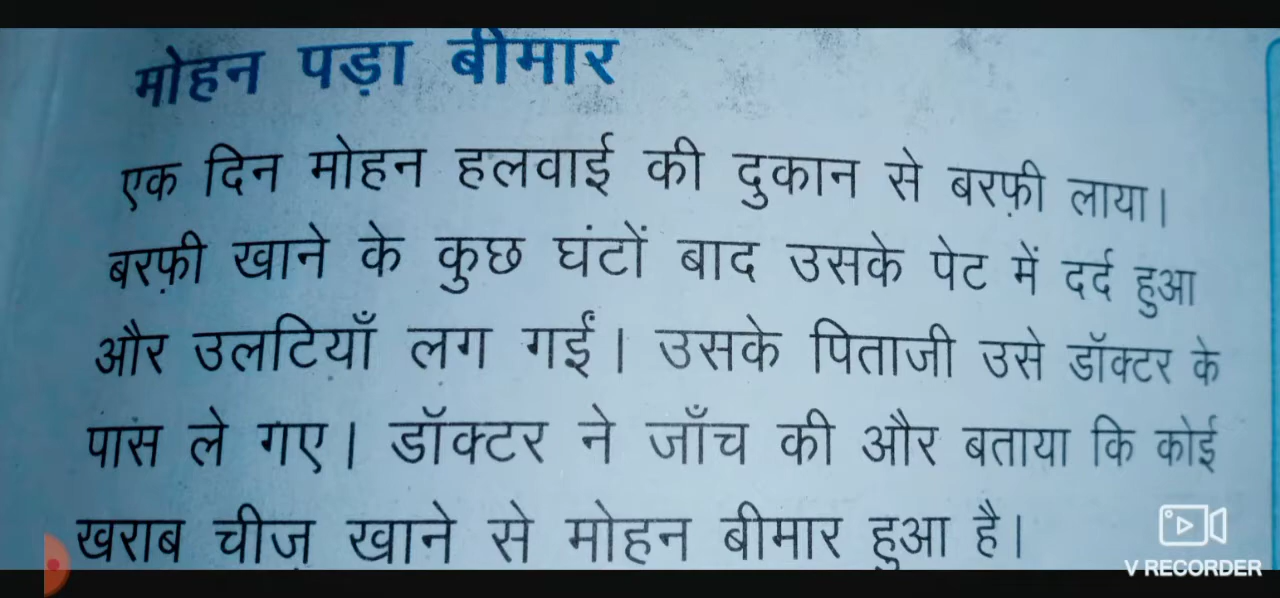 मोहन पड़ा बीमार
एक दिन मोहन हलवाई की दुकान से बरफ़ी लाया।
बरफ़ी खाने के कुछ घंटों बाद उसके पेट में दर्द हुआ
और उलटियाँ लग गईं। उसके पिताजी उसे डॉक्टर के
पास ले गए। डॉक्टर ने जाँच की और बताया कि कोई
खराब चीज़ खाने से मोहन बीमार हुआ है।
V RECORDER